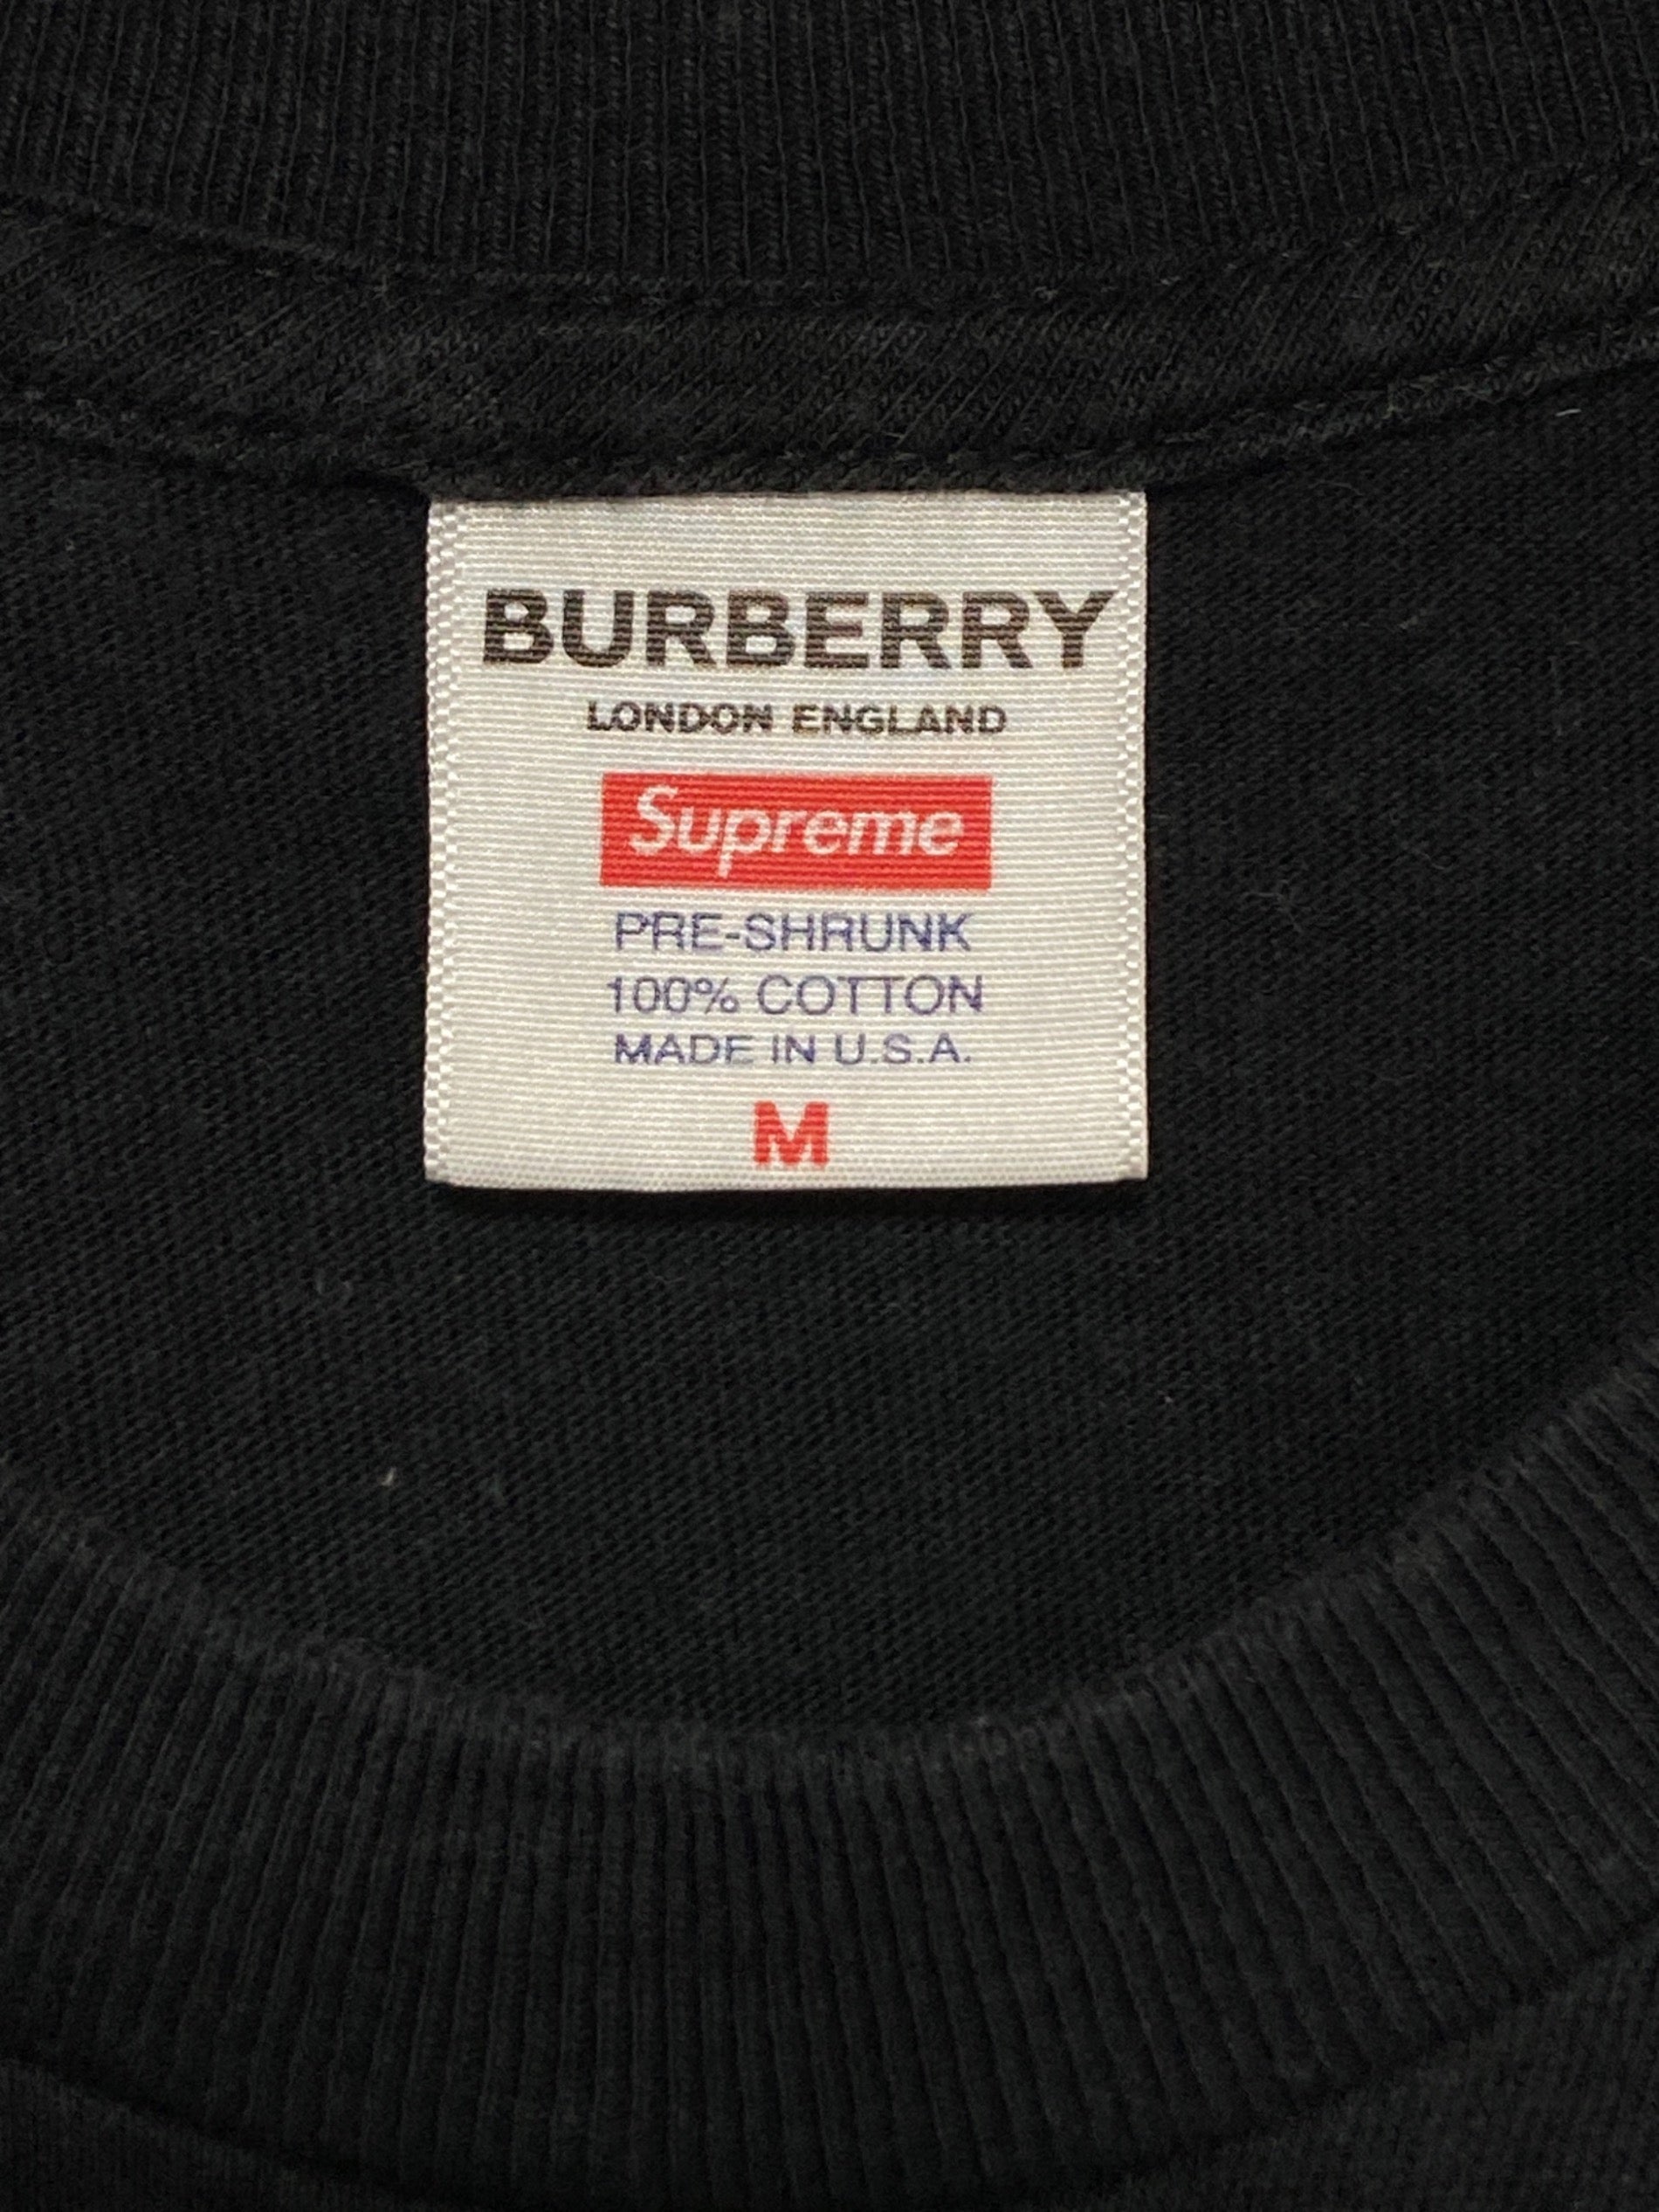 BURBERRY
LONDON ENGLAND
Supreme
PRE-SHRUNK
100% COTTON
MADE IN U.S.A.
M